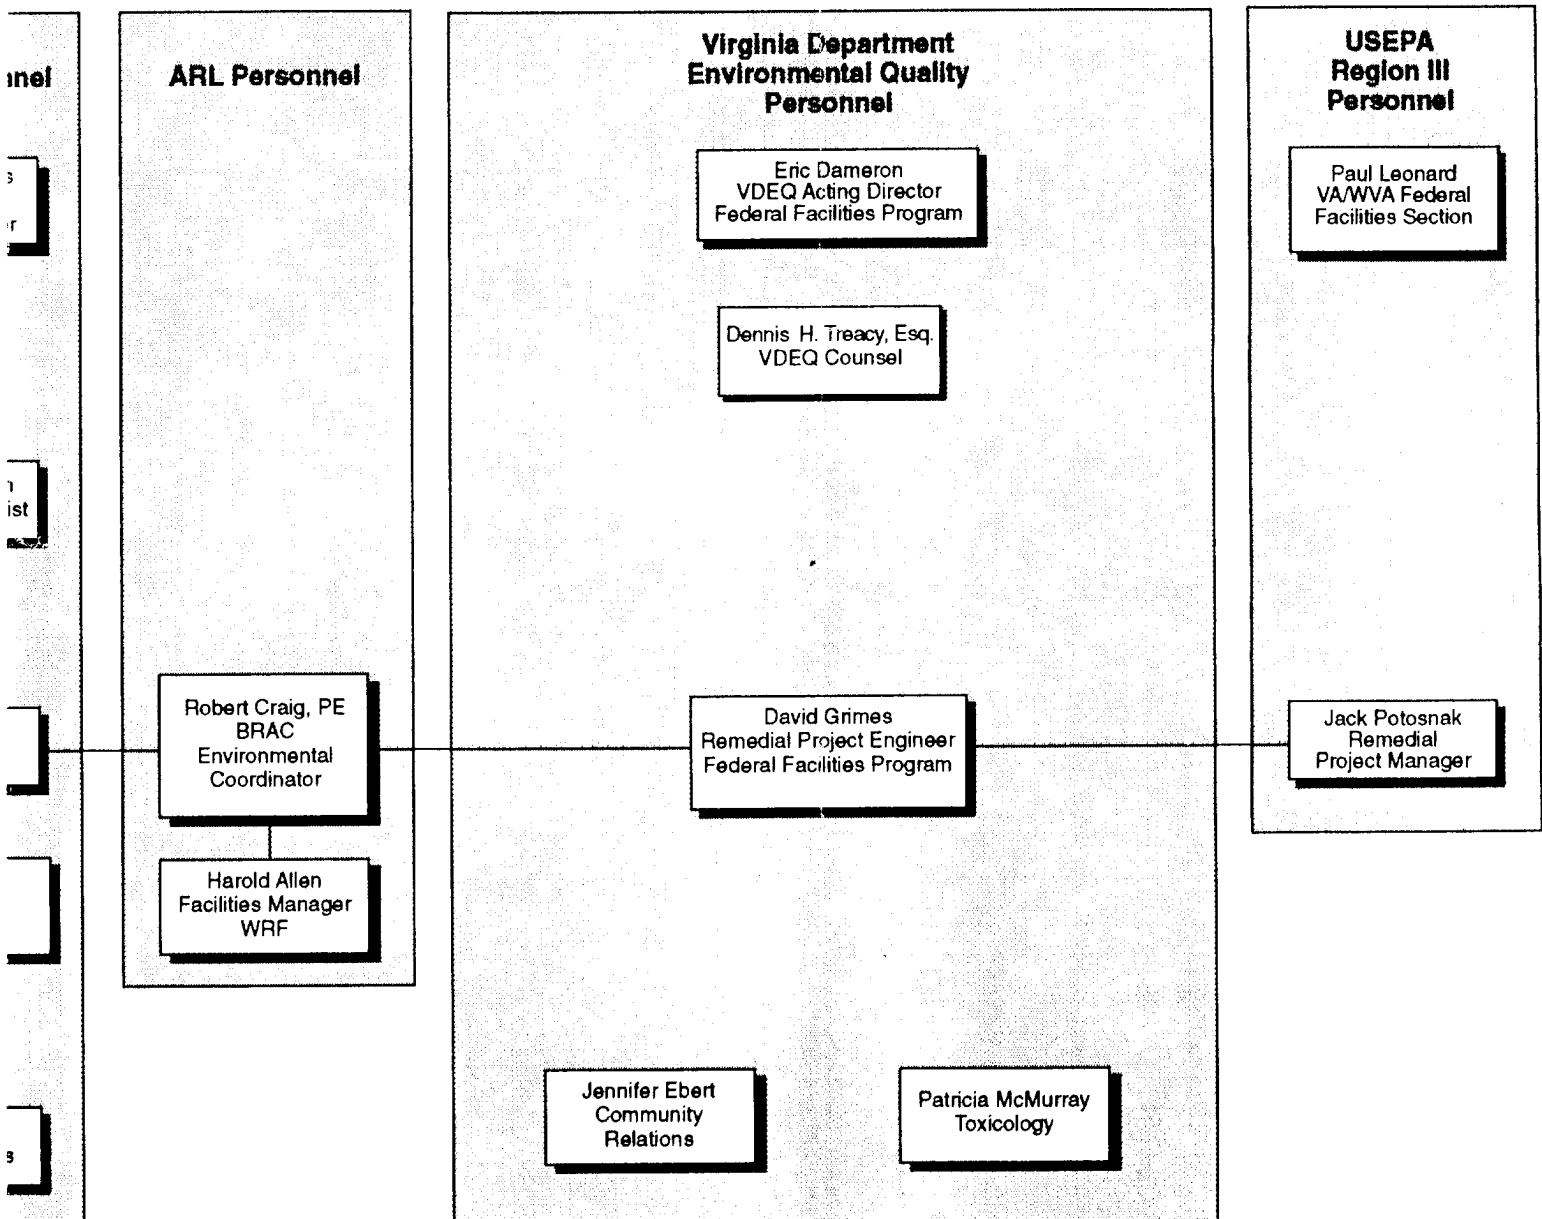 ARL Personnel
Robert Craig, PE
BRAC
Environmental
Coordinator
Harold Allen
Facilities Manager
WRF
Virginia Department
Environmental Quality
Personnel
Eric Dameron
VDEQ Acting Director
Federal Facilities Program
Dennis H. Treacy, Esq.
VDEQ Counsel
David Grimes
Remedial Project Engineer
Federal Facilities Program
Jennifer Ebert
Community
Relations
Patricia McMurray
Toxicology
USEPA
Region III
Personnel
Paul Leonard
VA/WVA Federal
Facilities Section
Jack Potosnak
Remedial
Project Manager